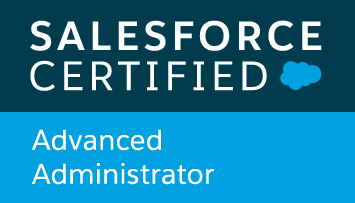 SALESFORCE
CERTIFIED
Advanced
Administrator